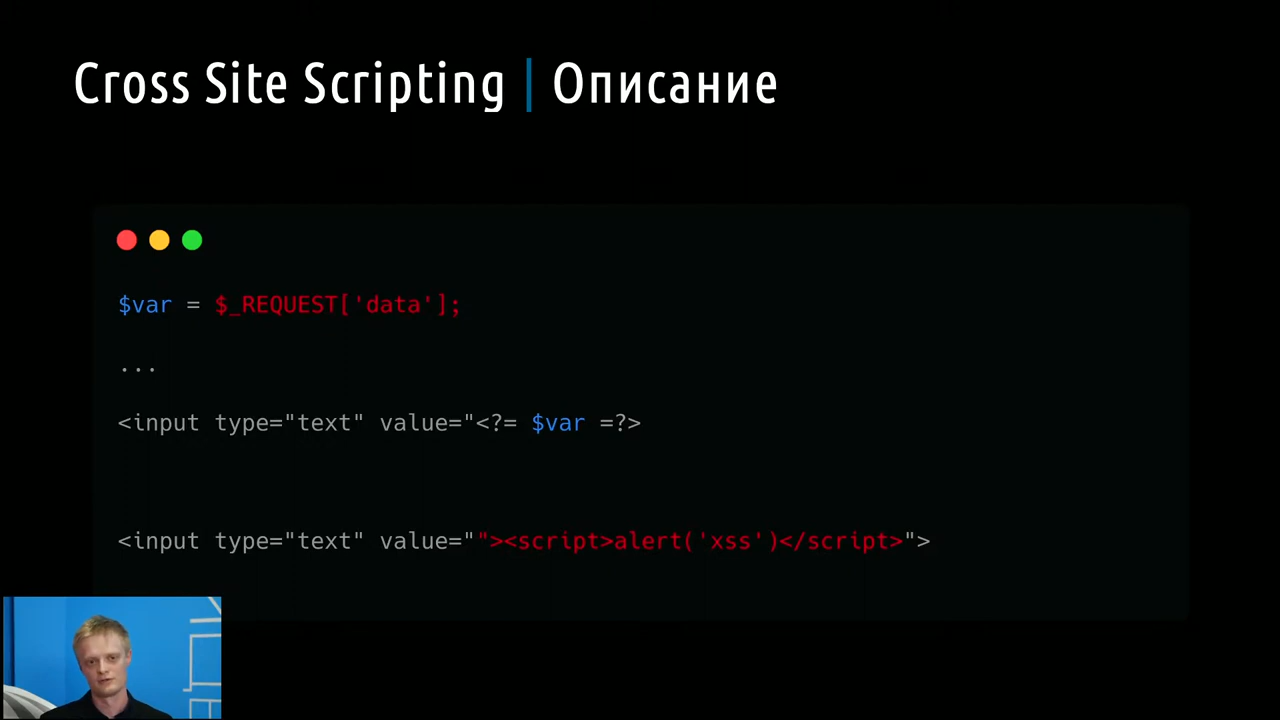 Cross Site Scripting | Описание
$var = $_REQUEST['data'];
...
<input type="text" value="<?= $var =?>
<input type="text" value=""><script>alert('xss')</script>">